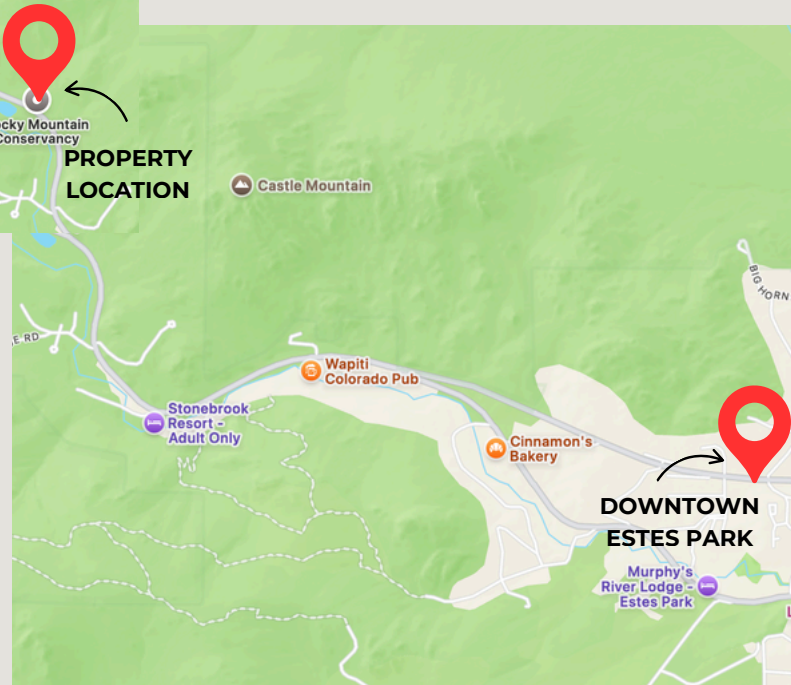 cky Mountain
Conservancy
PROPERTY
LOCATION
Castle Mountain
BIG HORN
E RD
Wapiti
Colorado Pub
Stonebrook
Resort -
Adult Only
Cinnamon's
Bakery
DOWNTOWN
ESTES PARK
Murphy's
River Lodge -
Estes Park
L